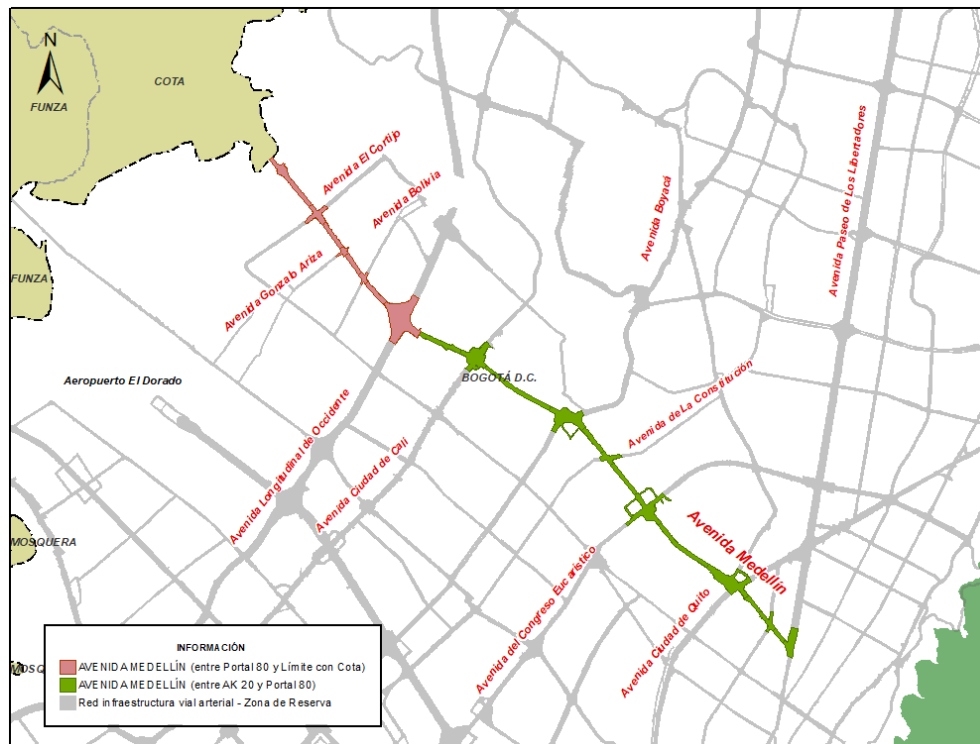 N
COTA
FUNZA
Avenida El Cortijo
Avenida Bolivia
Avenida Gonzalo Ariza
Avenida Boyacá
Avenida Paseo de Los Libertadores
FUNZA
Aeropuerto El Dorado
BOGOTÁ D.C.
Avenida de La Constitución
Avenida Longitudinal de Occidente
Avenida Ciudad de Cali
MOSQUERA
Avenida Medellín
Avenida del Congreso Eucarístico
Avenida Ciudad de Quito
INFORMACIÓN
AVENIDA MEDELLÍN (entre Portal 80 y Límite con Cota)
AVENIDA MEDELLÍN (entre AK 20 y Portal 80)
Red infraestructura vial arterial - Zona de Reserva